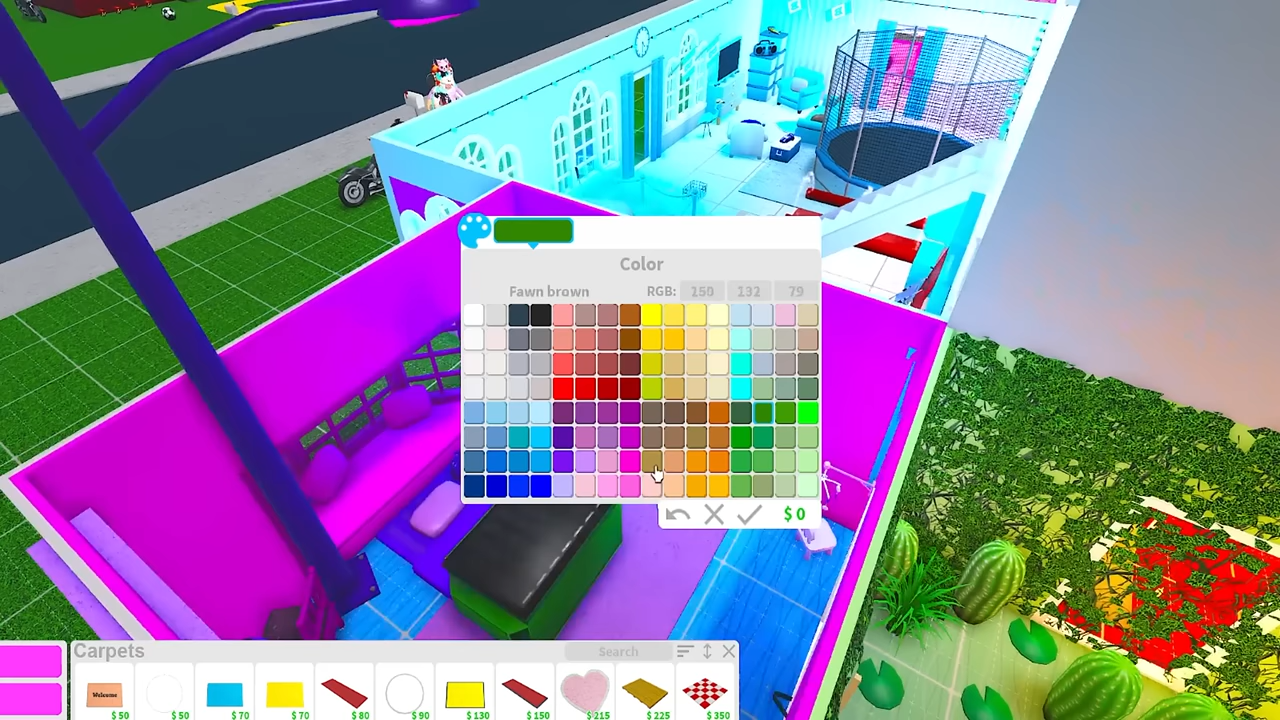 Color
Fawn brown RGB: 150 132 79
$ 0
Carpets Search
Welcome
$ 50 $ 50 $ 70 $ 70 $ 80 $ 90 $ 130 $ 150 $ 215 $ 225 $ 350